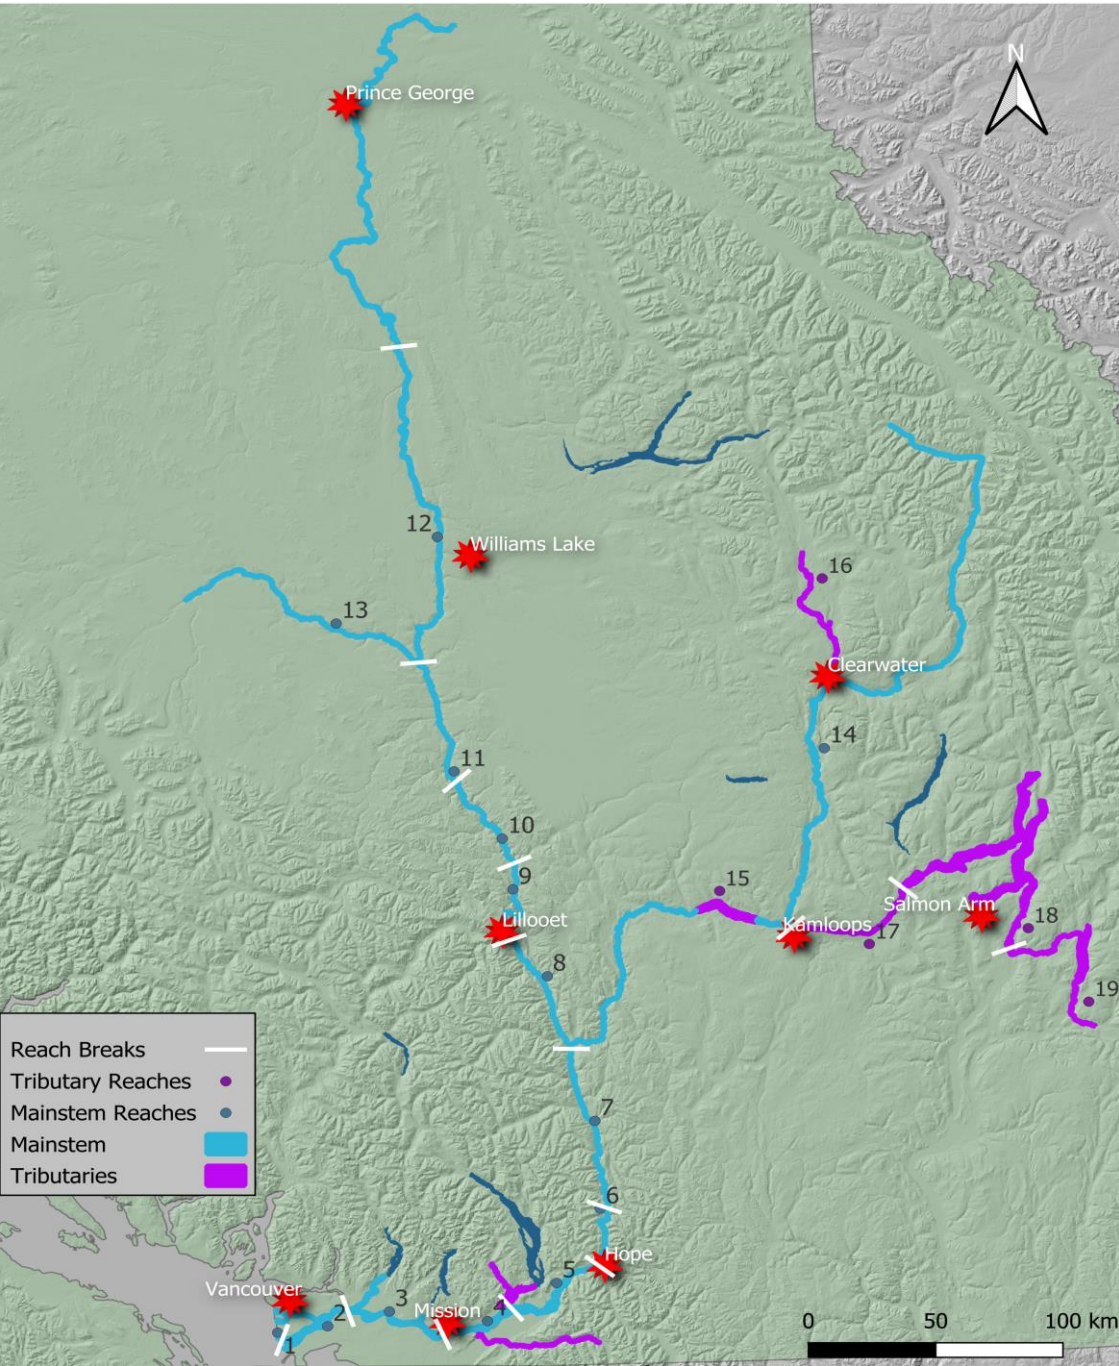 N
Prince George
12
Williams Lake
13
16
Clearwater
14
11
10
9
15
Lillooet
Kamloops
Salmon Arm
17
18
8
19
Reach Breaks
Tributary Reaches
Mainstem Reaches
Mainstem
Tributaries
7
6
Hope
5
Vancouver
2
3
Mission
4
1
0
50
100 km